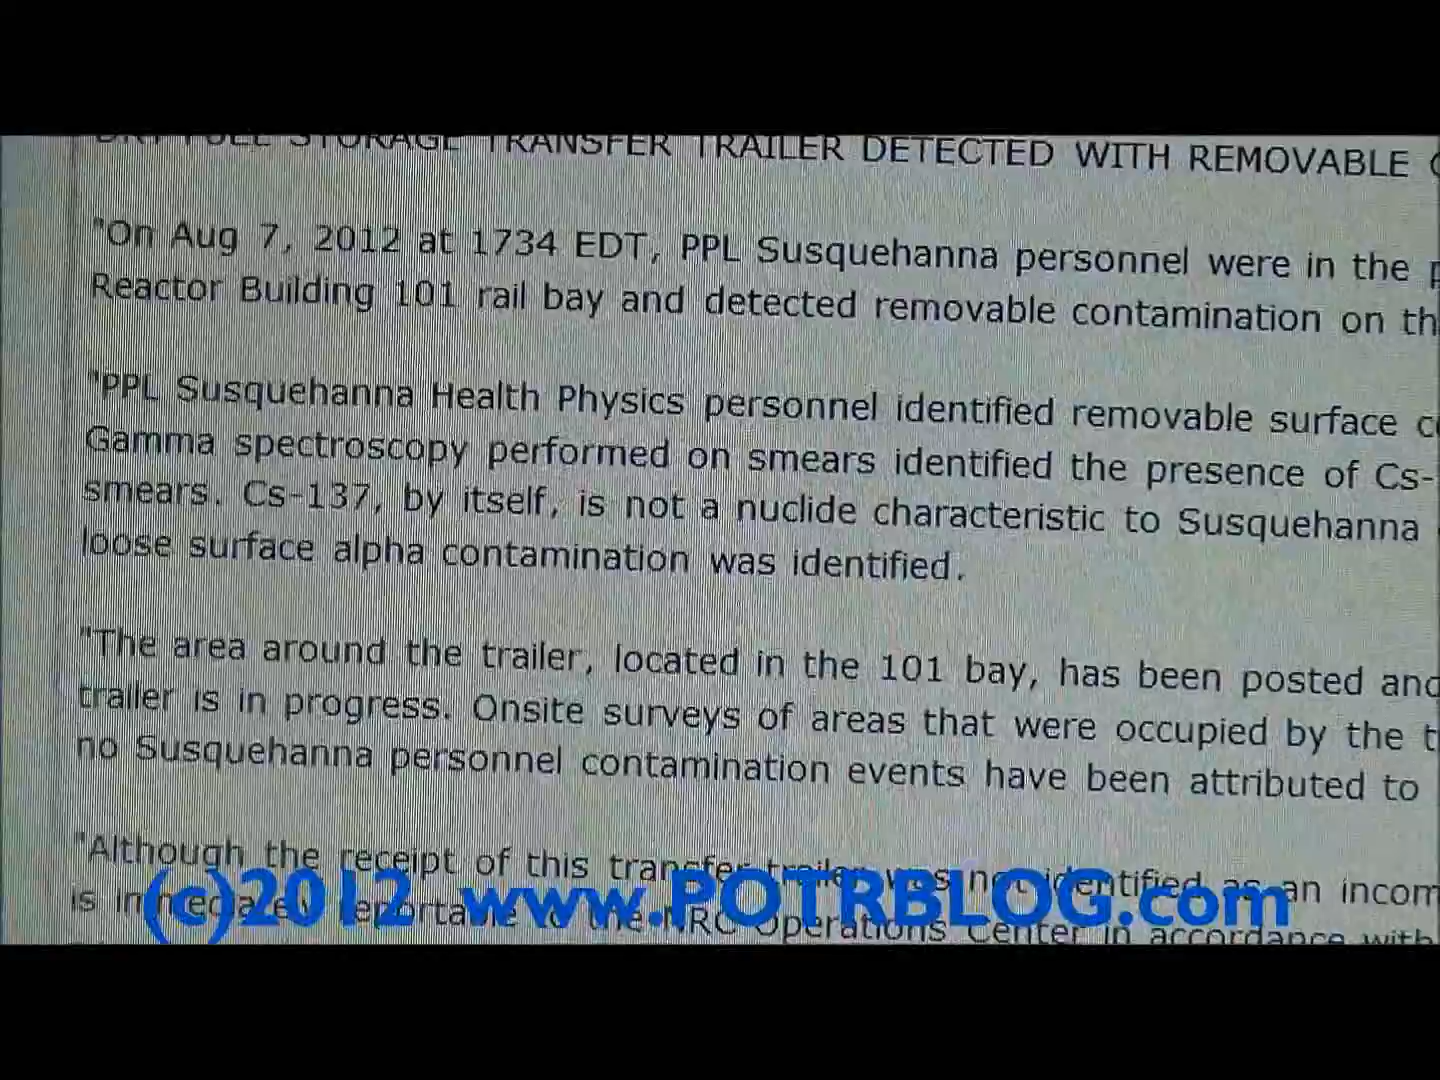 DRY FUEL STORAGE TRANSFER TRAILER DETECTED WITH REMOVABLE
"On Aug 7, 2012 at 1734 EDT, PPL Susquehanna personnel were in the p
Reactor Building 101 rail bay and detected removable contamination on th
"PPL Susquehanna Health Physics personnel identified removable surface c
Gamma spectroscopy performed on smears identified the presence of Cs-
smears. Cs-137, by itself, is not a nuclide characteristic to Susquehanna
loose surface alpha contamination was identified.
"The area around the trailer, located in the 101 bay, has been posted and
trailer is in progress. Onsite surveys of areas that were occupied by the t
no Susquehanna personnel contamination events have been attributed to
"Although the receipt of this transfer trailer was not identified as an incom
is immediately reportable to the NRC Operations Center in accordance with
(c)2012 www.POTRBLOG.com